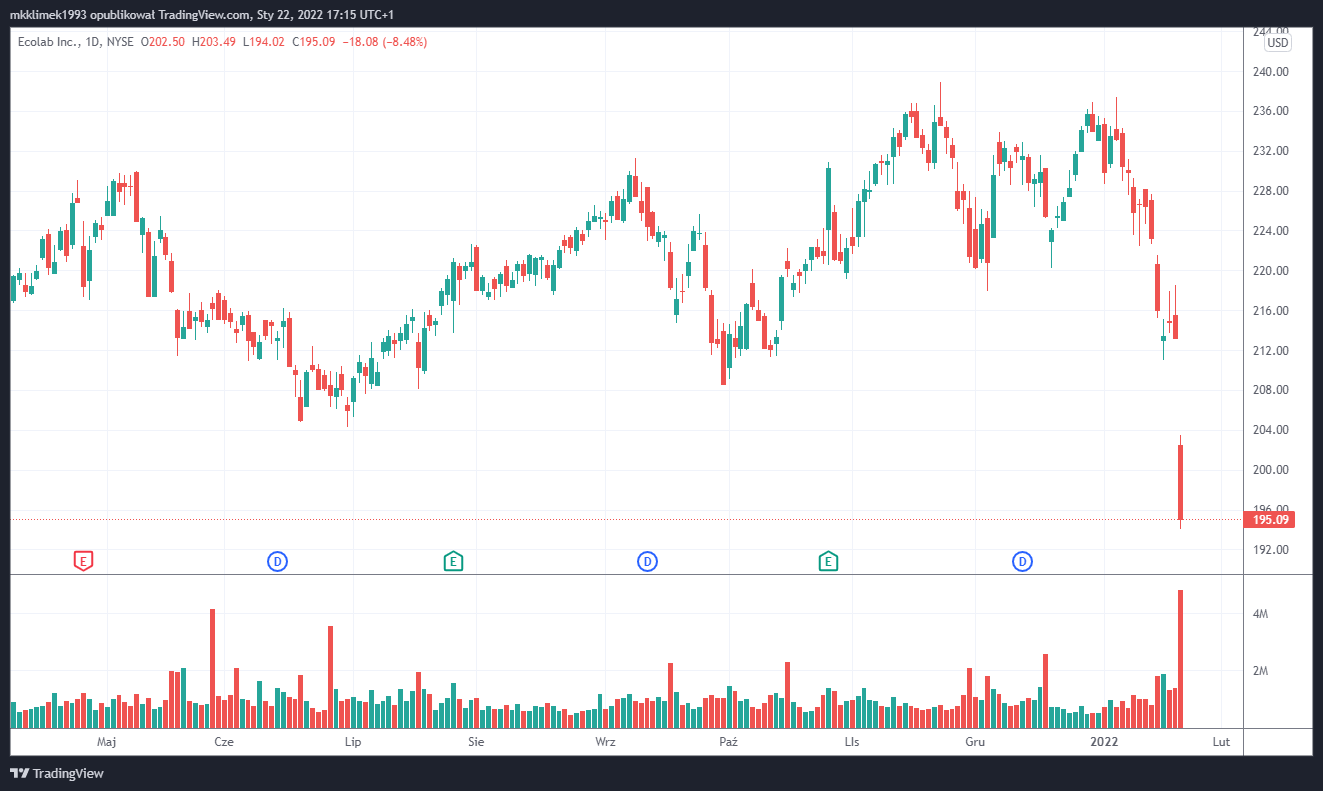 mkklimek1993 opublikował TradingView.com, Sty 22, 2022 17:15 UTC+1
Ecolab Inc., 1D, NYSE O202.50 H203.49 L194.02 C195.09 −18.08 (−8.48%)
244.00
USD
240.00
236.00
232.00
228.00
224.00
220.00
216.00
212.00
208.00
204.00
200.00
196.00
195.09
192.00
E D E D E D
4M
2M
Maj Cze Lip Sie Wrz Paź LIs Gru 2022 Lut
TradingView